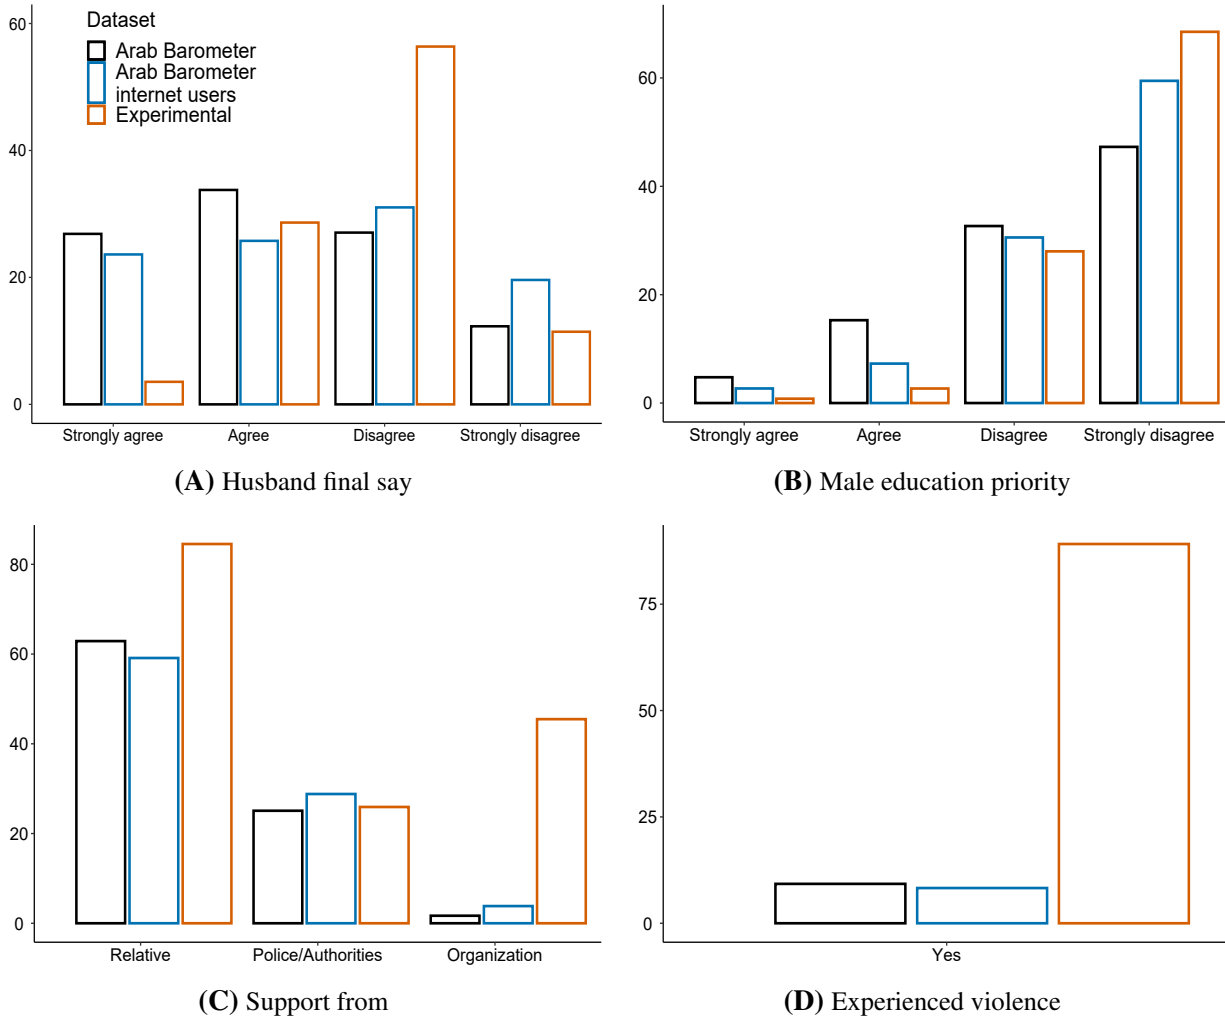 Dataset
Arab Barometer
Arab Barometer
internet users
Experimental
60
40
20
0
Strongly agree
Agree
Disagree
Strongly disagree
(A) Husband final say
60
40
20
0
Strongly agree
Agree
Disagree
Strongly disagree
(B) Male education priority
80
60
40
20
0
Relative
Police/Authorities
Organization
(C) Support from
75
50
25
0
Yes
(D) Experienced violence